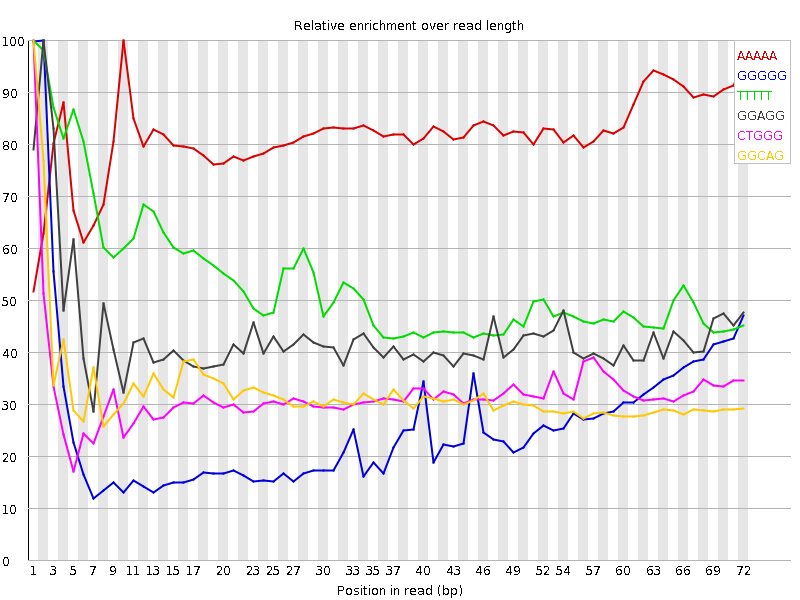 Relative enrichment over read length
100
90
80
70
60
50
40
30
20
10
0
AAAAA
GGGGG
TTTTT
GGAGG
CTGGG
GGCAG
1 3 5 7 9 11 13 15 17 20 23 25 27 30 33 35 37 40 43 46 49 52 54 57 60 63 66 69 72
Position in read (bp)